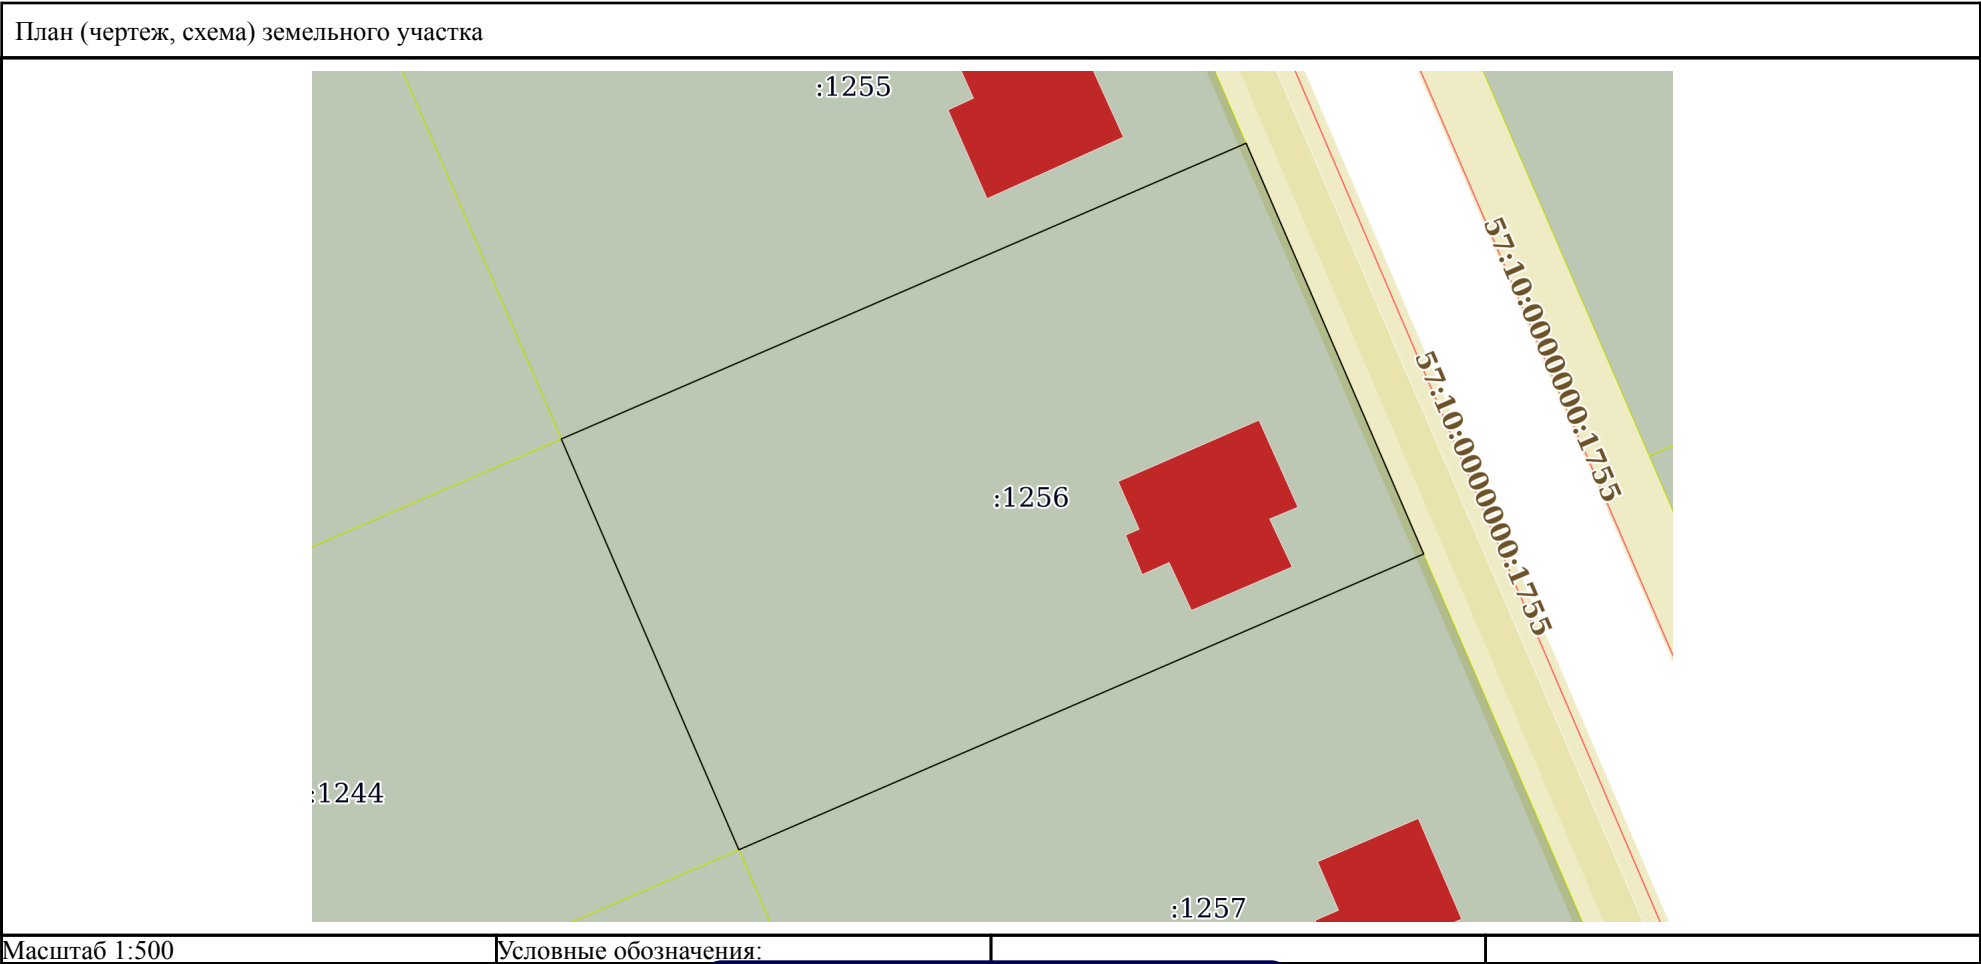 План (чертеж, схема) земельного участка
:1255
57:10:0000000:1755
57:10:0000000:1755
:1256
:1244
:1257
Масштаб 1:500
Условные обозначения: